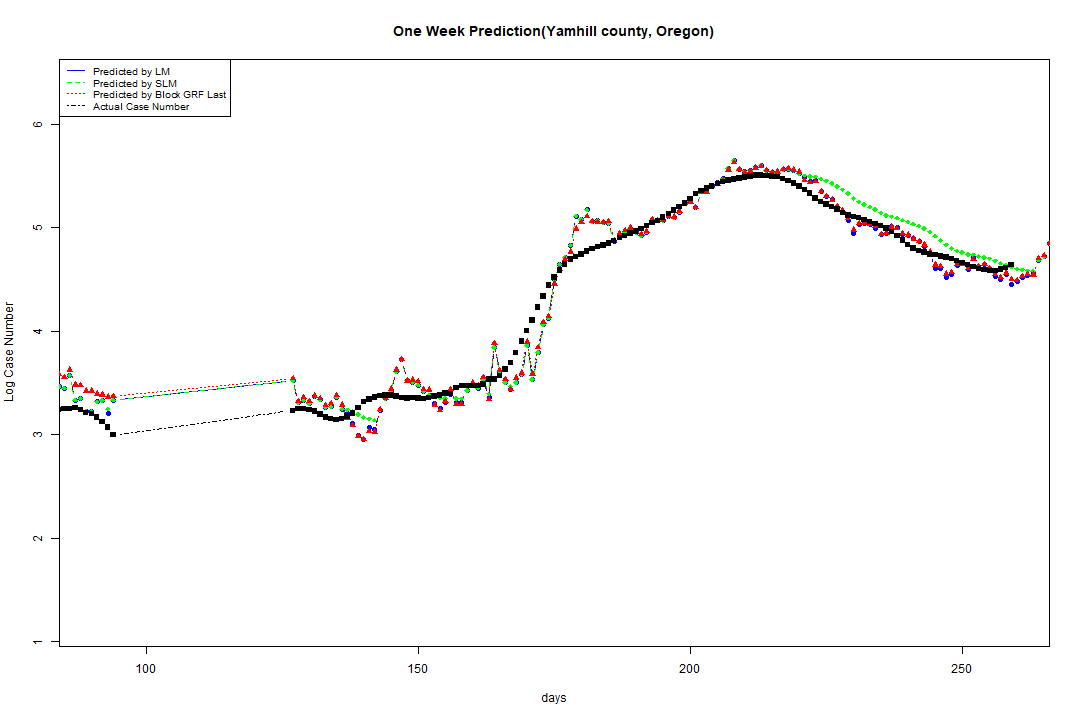 One Week Prediction(Yamhill county, Oregon)
Predicted by LM
Predicted by SLM
Predicted by Block GRF Last
Actual Case Number
6
5
4
3
2
1
Log Case Number
100
150
200
250
days